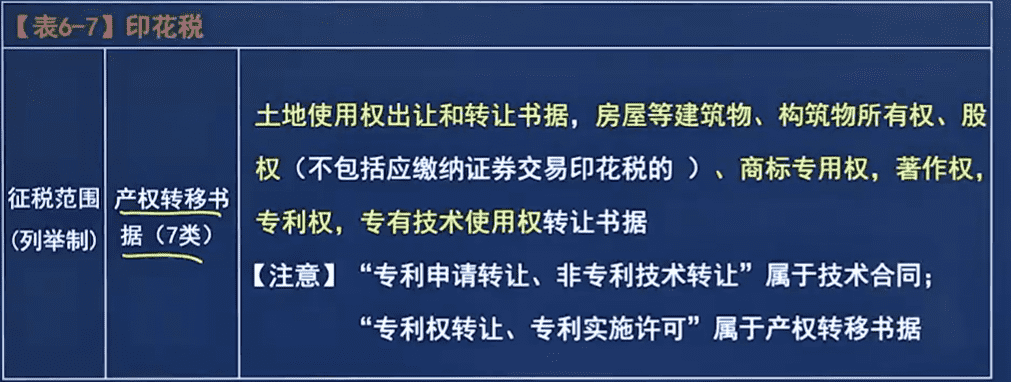 【表6-7】印花税
征税范围
(列举制)
产权转移书
据（7类）
土地使用权出让和转让书据，房屋等建筑物、构筑物所有权、股
权（不包括应缴纳证券交易印花税的 ）、商标专用权，著作权，
专利权，专有技术使用权转让书据
【注意】“专利申请转让、非专利技术转让”属于技术合同；
“专利权转让、专利实施许可”属于产权转移书据